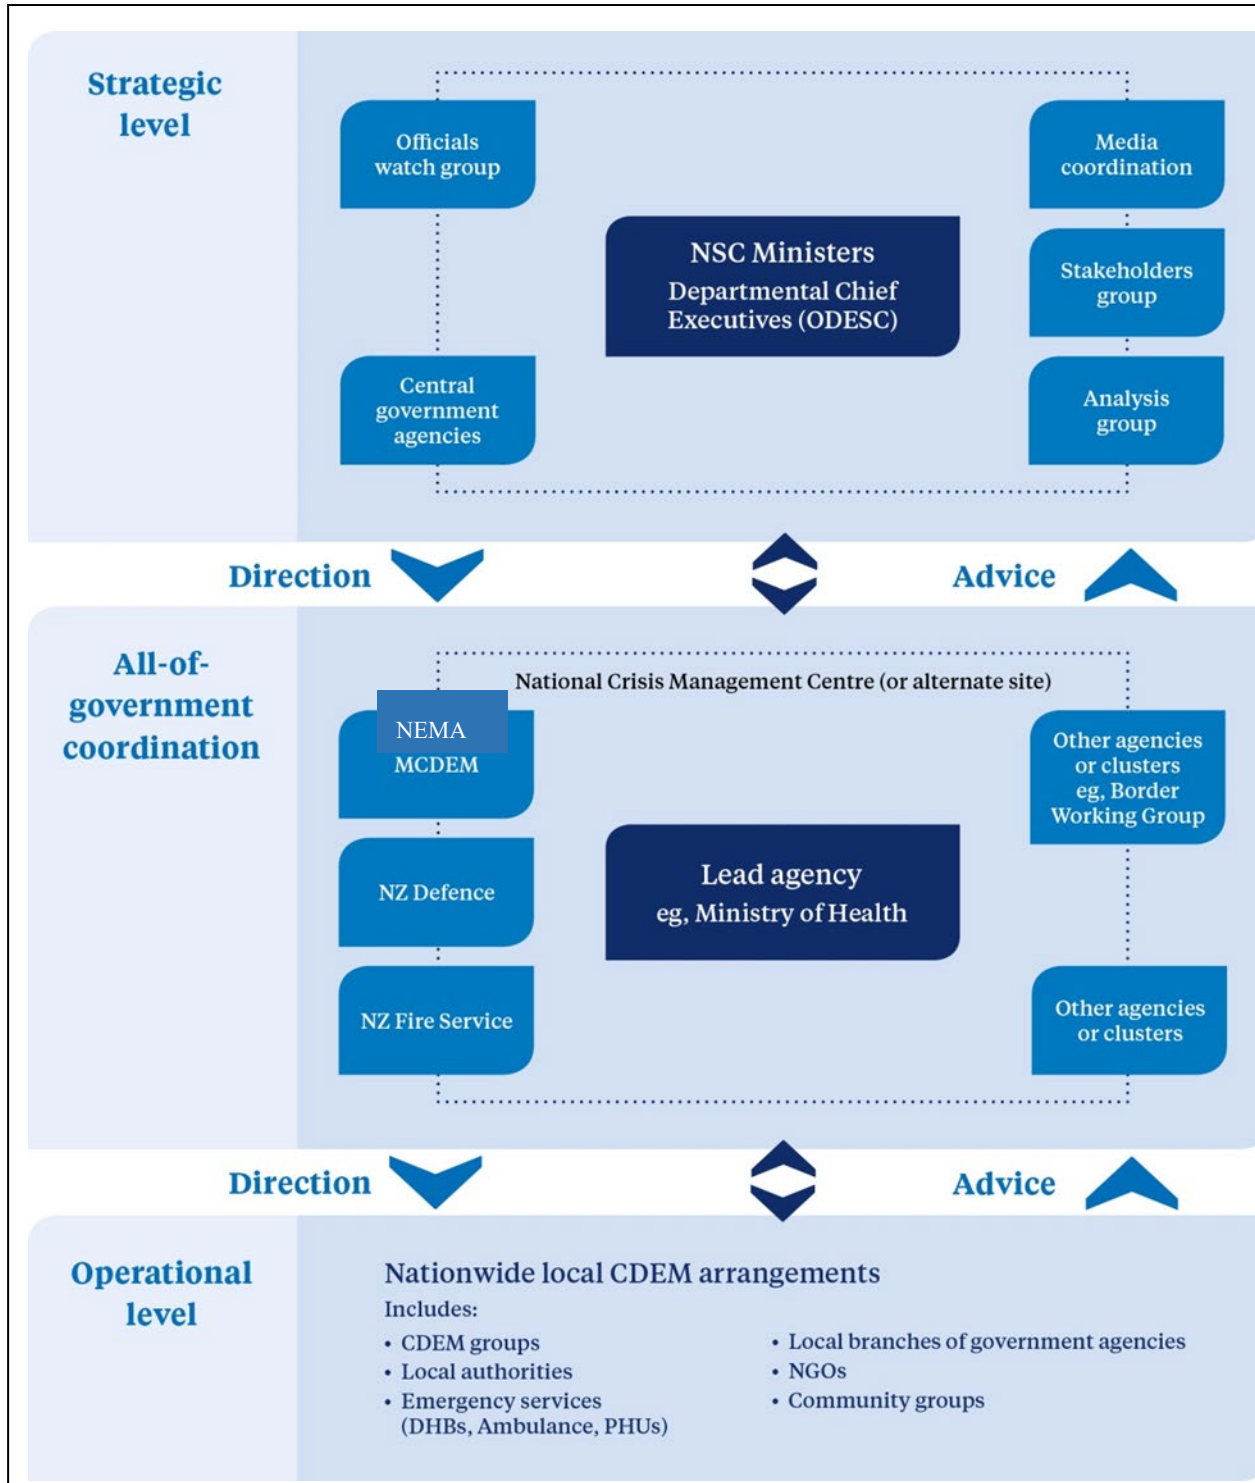 Strategic
level
Officials
watch group
Central
government
agencies
NSC Ministers
Departmental Chief
Executives (ODESC)
Media
coordination
Stakeholders
group
Analysis
group
Direction
Advice
All-of-
government
coordination
National Crisis Management Centre (or alternate site)
NEMA
MCDEM
NZ Defence
NZ Fire Service
Lead agency
eg, Ministry of Health
Other agencies
or clusters
eg, Border
Working Group
Other agencies
or clusters
Direction
Advice
Operational
level
Nationwide local CDEM arrangements
Includes:
• CDEM groups
• Local authorities
• Emergency services
(DHBs, Ambulance, PHUs)
• Local branches of government agencies
• NGOs
• Community groups